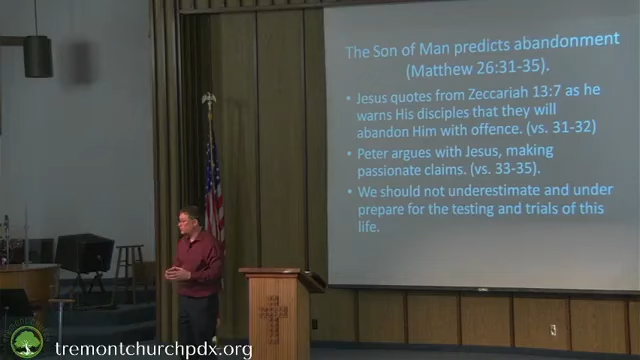 The Son of Man predicts abandonment
(Matthew 26:31-35).
• Jesus quotes from Zeccariah 13:7 as he
warns His disciples that they will
abandon Him with offence. (vs. 31-32)
• Peter argues with Jesus, making
passionate claims. (vs. 33-35).
• We should not underestimate and under
prepare for the testing and trials of this
life.
tremontchurchpdx.org